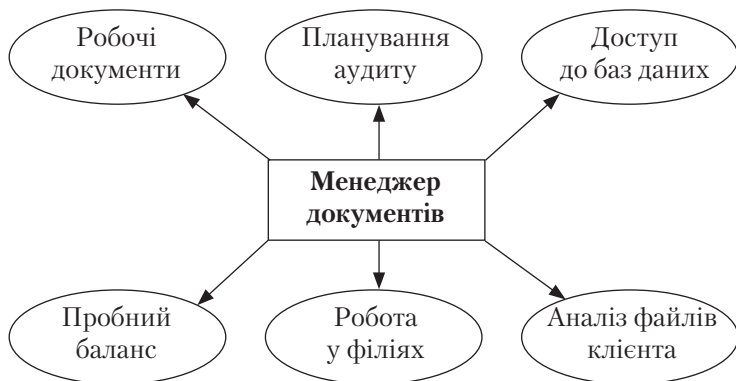 Робочі
документи
Планування
аудиту
Доступ
до баз даних
Менеджер
документів
Пробний
баланс
Робота
у філіях
Аналіз файлів
клієнта